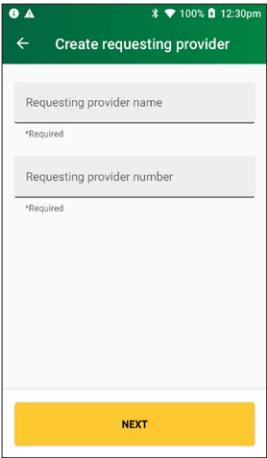 100% 12:30pm
Create requesting provider
Requesting provider name
*Required
Requesting provider number
*Required
NEXT